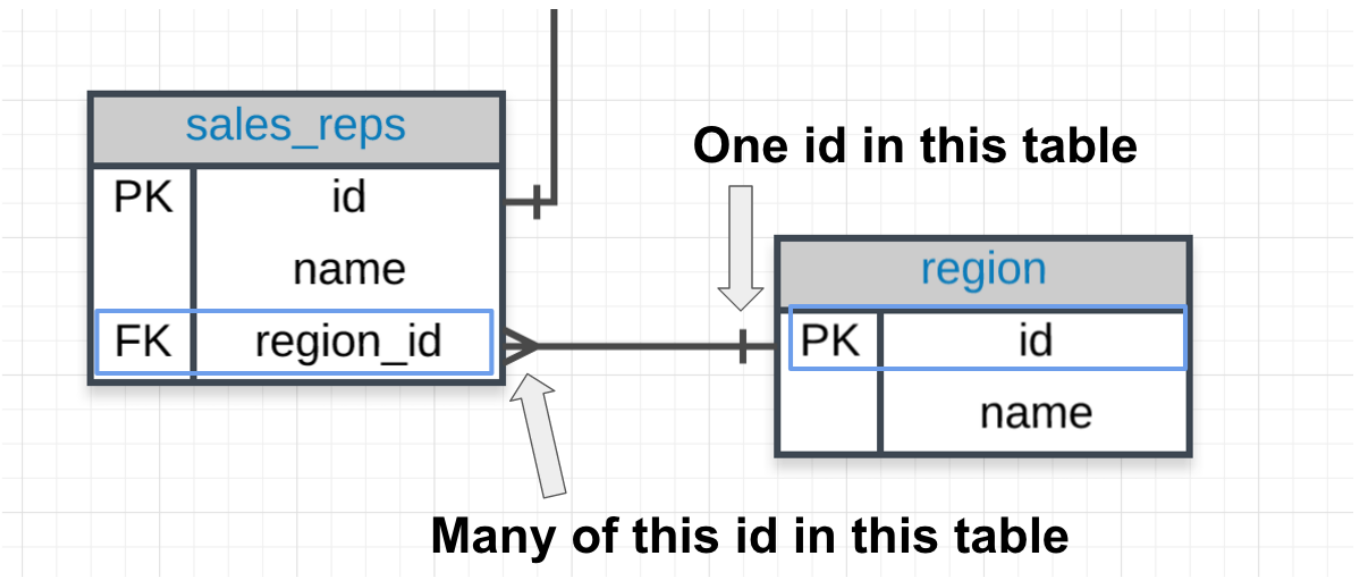 sales_reps
PK id
name
FK region_id
One id in this table
region
PK id
name
Many of this id in this table